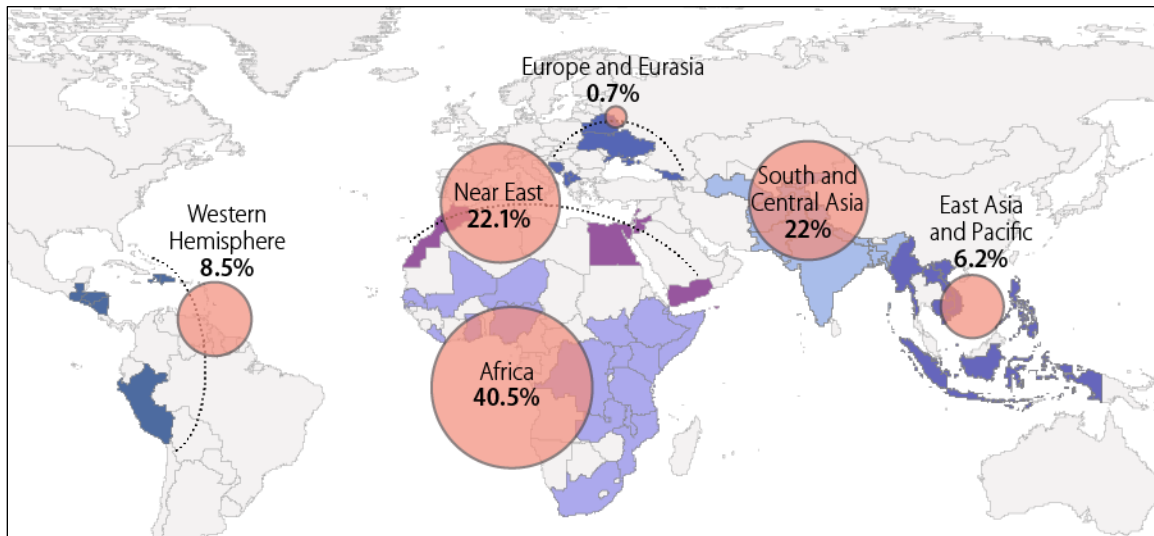 Europe and Eurasia
0.7%
Near East
22.1%
South and
Central Asia
22%
Western
Hemisphere
8.5%
East Asia
and Pacific
6.2%
Africa
40.5%